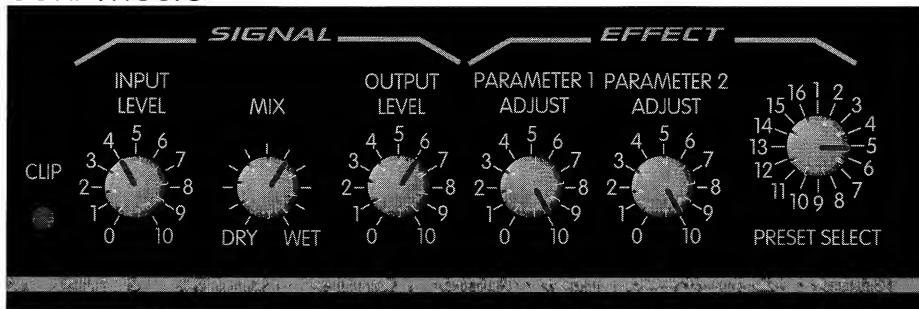 SIGNAL
EFFECT
INPUT LEVEL
MIX
OUTPUT LEVEL
PARAMETER 1 ADJUST
PARAMETER 2 ADJUST
CLIP
0 1 2 3 4 5 6 7 8 9 10
DRY WET
0 1 2 3 4 5 6 7 8 9 10
0 1 2 3 4 5 6 7 8 9 10
0 1 2 3 4 5 6 7 8 9 10
1 2 3 4 5 6 7 8 9 10 11 12 13 14 15 16
PRESET SELECT